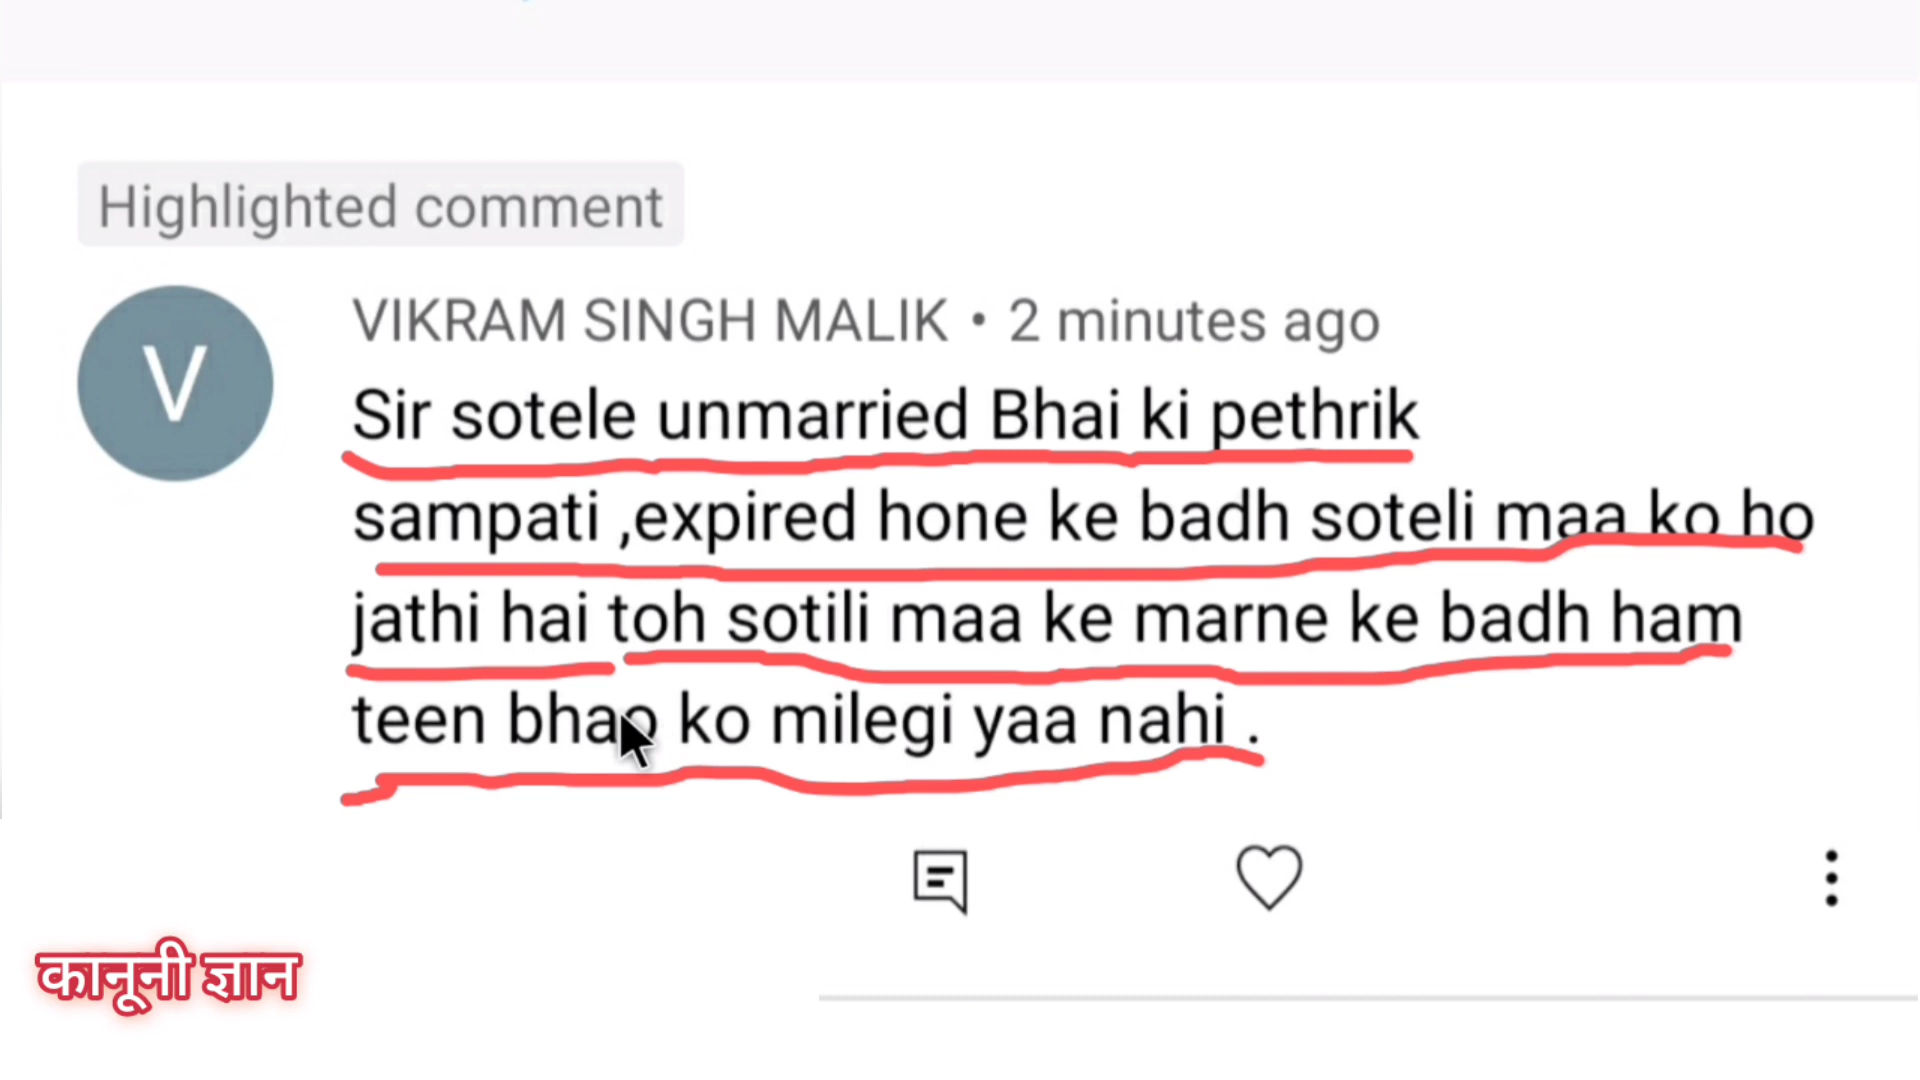 Highlighted comment
V
VIKRAM SINGH MALIK • 2 minutes ago
Sir sotele unmarried Bhai ki pethrik
sampati ,expired hone ke badh soteli maa ko ho
jathi hai toh sotili maa ke marne ke badh ham
teen bhao ko milegi yaa nahi .
कानूनी ज्ञान